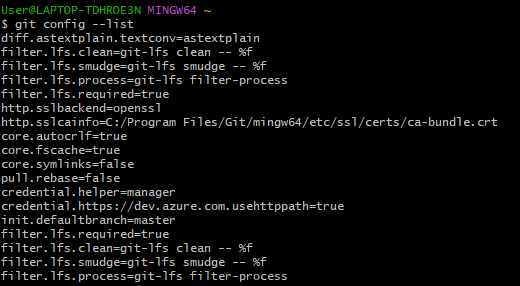 User@LAPTOP-TDHROE3N MINGW64 ~
$ git config --list
diff.astextplain.textconv=astextplain
filter.lfs.clean=git-lfs clean -- %f
filter.lfs.smudge=git-lfs smudge -- %f
filter.lfs.process=git-lfs filter-process
filter.lfs.required=true
http.sslbackend=openssl
http.sslcainfo=C:/Program Files/Git/mingw64/etc/ssl/certs/ca-bundle.crt
core.autocrlf=true
core.fscache=true
core.symlinks=false
pull.rebase=false
credential.helper=manager
credential.https://dev.azure.com.usehttppath=true
init.defaultbranch=master
filter.lfs.required=true
filter.lfs.clean=git-lfs clean -- %f
filter.lfs.smudge=git-lfs smudge -- %f
filter.lfs.process=git-lfs filter-process